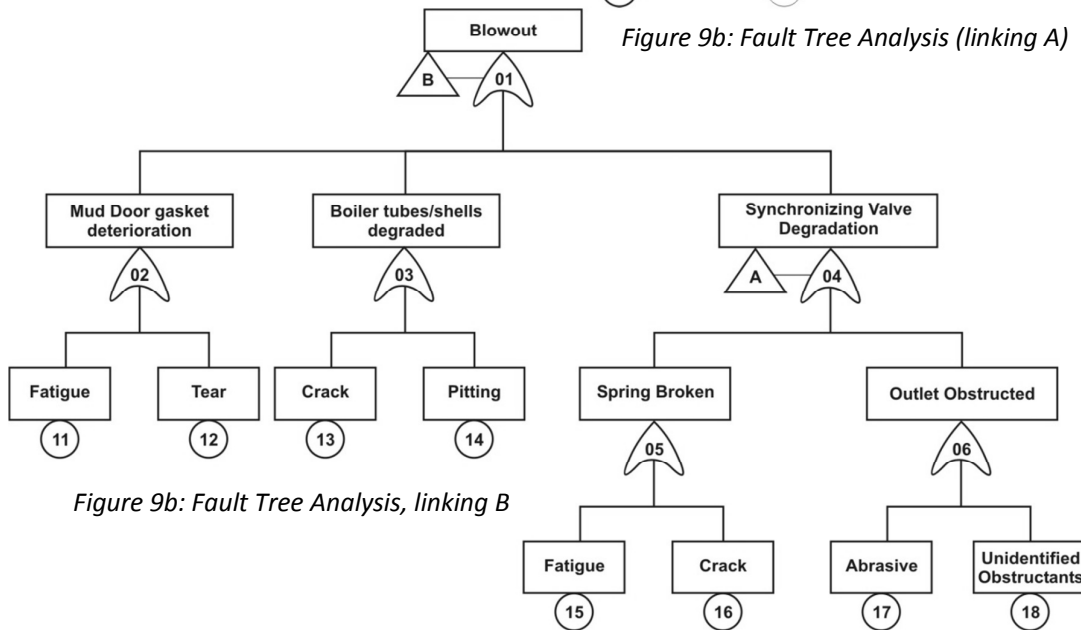 Blowout
Figure 9b: Fault Tree Analysis (linking A)
B
01
Mud Door gasket
deterioration
Boiler tubes/shells
degraded
Synchronizing Valve
Degradation
02
03
A
04
Fatigue
Tear
Crack
Pitting
Spring Broken
Outlet Obstructed
11
12
13
14
05
06
Figure 9b: Fault Tree Analysis, linking B
Fatigue
Crack
Abrasive
Unidentified
Obstructants
15
16
17
18